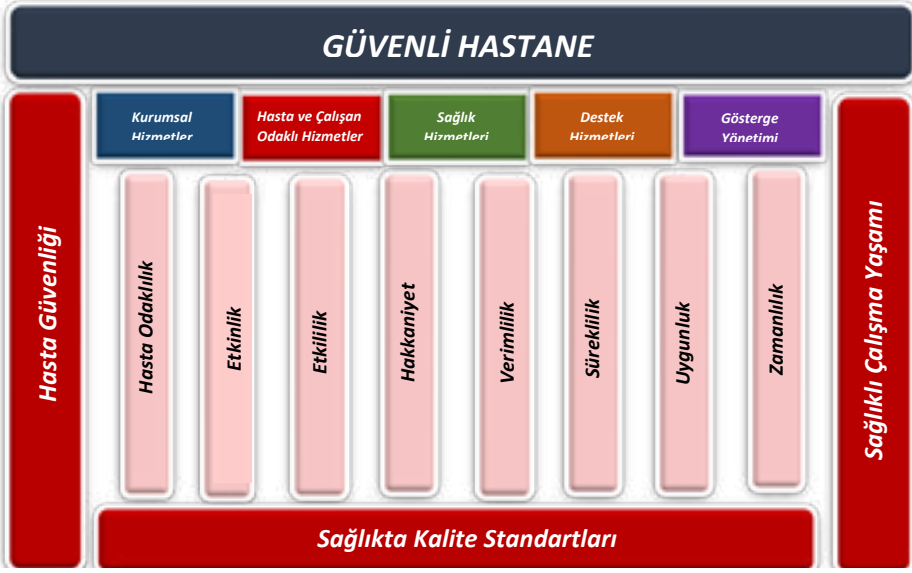 GÜVENLİ HASTANE
Kurumsal
Hizmetler
Hasta ve Çalışan
Odaklı Hizmetler
Sağlık
Hizmetleri
Destek
Hizmetleri
Gösterge
Yönetimi
Hasta Güvenliği
Hasta Odaklılık
Etkinlik
Etkililik
Hakkaniyet
Verimlilik
Süreklilik
Uygunluk
Zamanlılık
Sağlıklı Çalışma Yaşamı
Sağlıkta Kalite Standartları